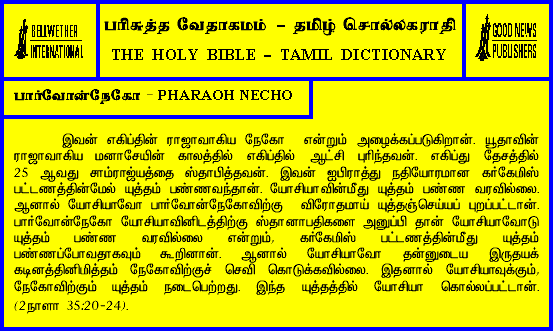 BELLWETHER
INTERNATIONAL
பரிசுத்த வேதாகமம் – தமிழ் சொல்லகராதி
THE HOLY BIBLE – TAMIL DICTIONARY
GOOD NEWS
PUBLISHERS
பார்வோன்நேகோ - PHARAOH NECHO
இவன் எகிப்தின் ராஜாவாகிய நேகோ என்றும் அழைக்கப்படுகிறான். யூதாவின்
ராஜாவாகிய மனாசேயின் காலத்தில் எகிப்தில் ஆட்சி புரிந்தவன். எகிப்து தேசத்தில்
25 ஆவது சாம்ராஜ்யத்தை ஸ்தாபித்தவன். இவன் ஐபிராத்து நதியோரமான கர்கேமிஸ்
பட்டணத்தின்மேல் யுத்தம் பண்ணவந்தான். யோசியாவின்மீது யுத்தம் பண்ண வரவில்லை.
ஆனால் யோசியாவோ பார்வோன்நேகோவிற்கு விரோதமாய் யுத்தஞ்செய்யப் புறப்பட்டான்.
பார்வோன்நேகோ யோசியாவினிடத்திற்கு ஸ்தானாபதிகளை அனுப்பி தான் யோசியாவோடு
யுத்தம் பண்ண வரவில்லை என்றும், கர்கேமிஸ் பட்டணத்தின்மீது யுத்தம்
பண்ணப்போவதாகவும் கூறினான். ஆனால் யோசியாவோ தன்னுடைய இருதயக்
கடினத்தினிமித்தம் நேகோவிற்குச் செவி கொடுக்கவில்லை. இதனால் யோசியாவுக்கும்,
நேகோவிற்கும் யுத்தம் நடைபெற்றது. இந்த யுத்தத்தில் யோசியா கொல்லப்பட்டான்.
(2நாளா 35:20-24).